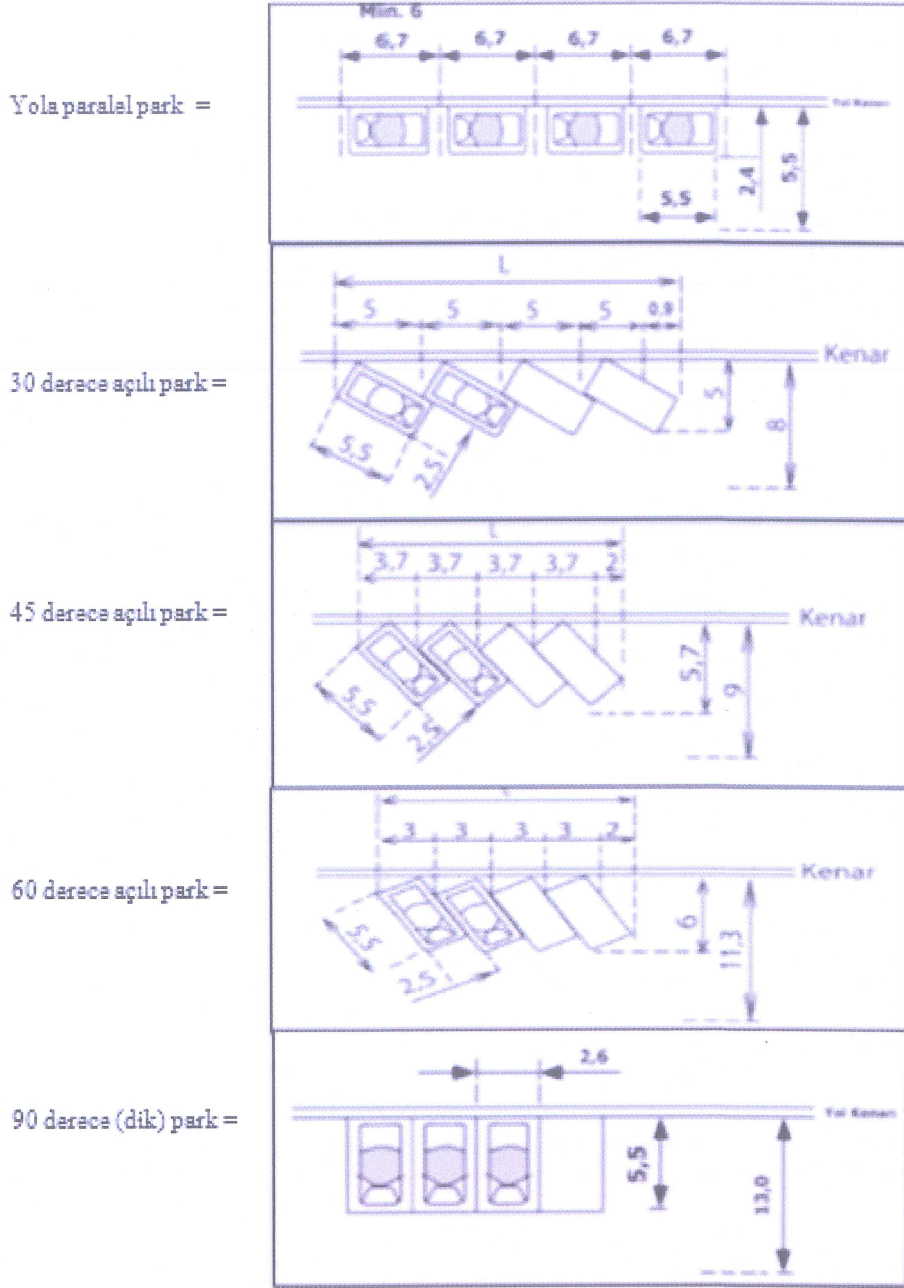 Min. 6
6,7 6,7 6,7 6,7
Yola paralel park =
Yol Kenarı
5,5
2,4
5,5
L
5 5 5 5 0,9
Kenar
30 derece açılı park =
5
8
5,5
2,5
L
3,7 3,7 3,7 3,7 2
45 derece açılı park =
Kenar
5,7
9
5,5
2,5
3 3 3 3 2
Kenar
60 derece açılı park =
6
11,3
5,5
2,5
2,6
90 derece (dik) park =
Yol Kenarı
5,5
13,0